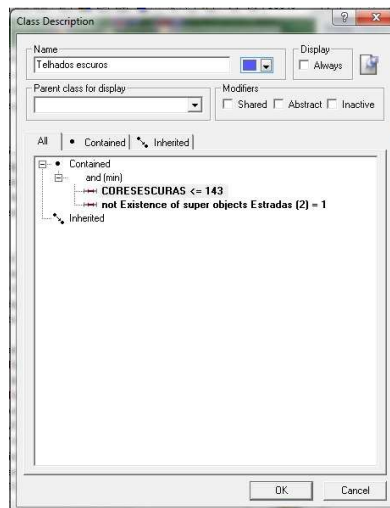 Class Description
Name
Display
Telhados escuros
Always
Parent class for display
Modifiers
Shared Abstract Inactive
All Contained Inherited
Contained
and (min)
CORESESCURAS <= 143
not Existence of super objects Estradas (2) = 1
Inherited
OK Cancel